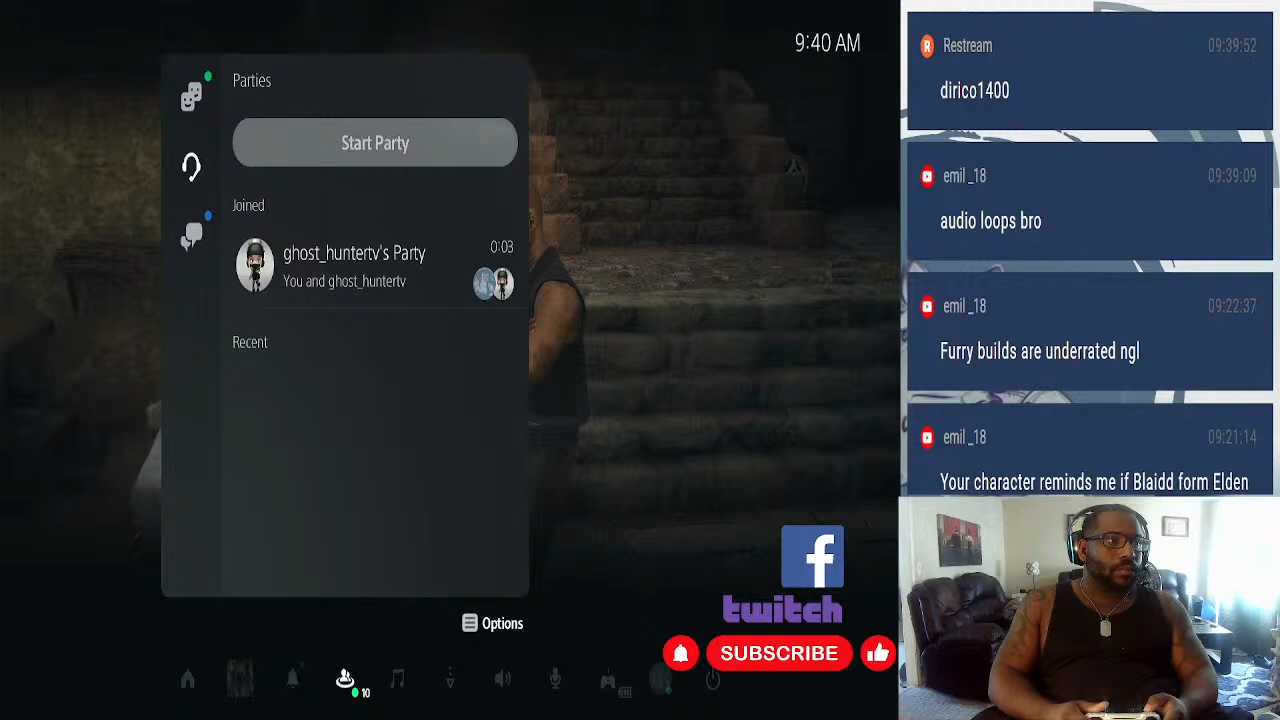 9:40 AM
Parties
Start Party
Joined
ghost_huntertv's Party
0:03
You and ghost_huntertv
Recent
Options
10
f
twitch
SUBSCRIBE
R
Restream
09:39:52
dirico1400
emil_18
09:39:09
audio loops bro
emil_18
09:22:37
Furry builds are underrated ngl
emil_18
09:21:14
Your character reminds me if Blaidd form Elden